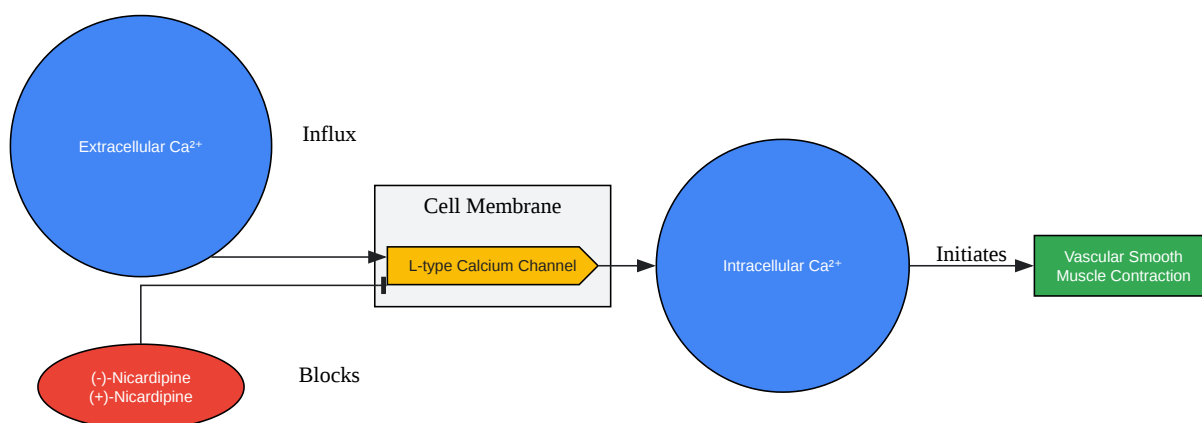 Extracellular Ca²⁺
Influx
Cell Membrane
L-type Calcium Channel
Intracellular Ca²⁺
Initiates
Vascular Smooth
Muscle Contraction
(-)-Nicardipine
(+)-Nicardipine
Blocks